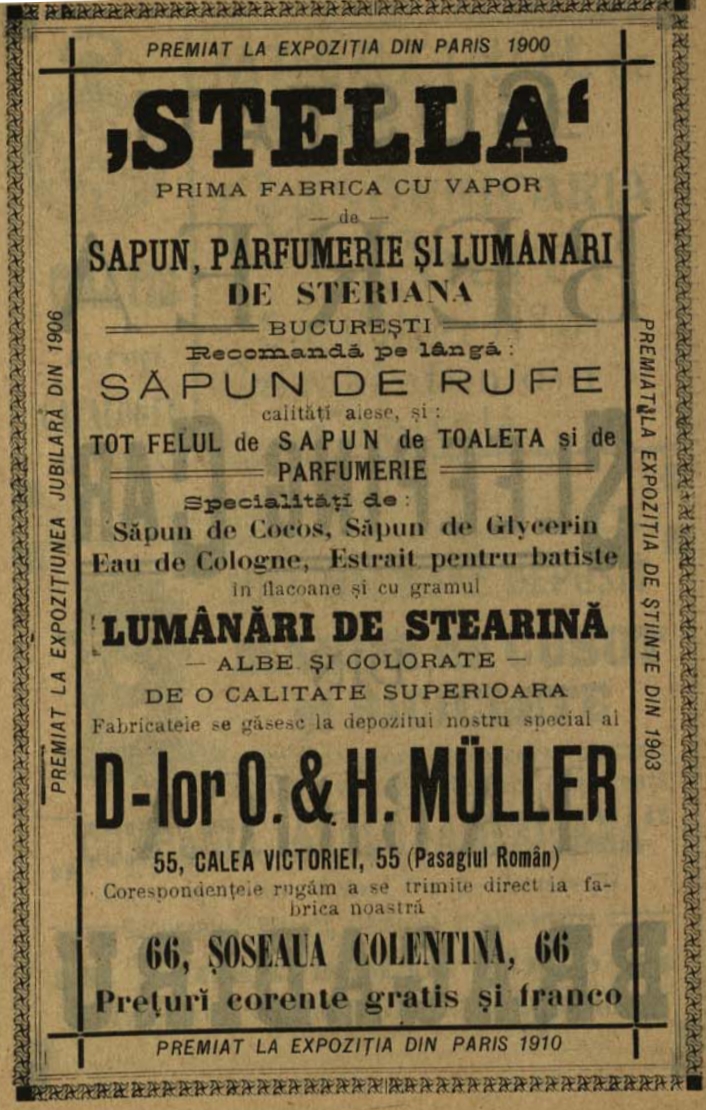 PREMIAT LA EXPOZIȚIA DIN PARIS 1900
‚STELLA‘
PRIMA FABRICA CU VAPOR
— de —
SAPUN, PARFUMERIE ȘI LUMÂNARI
DE STERIANA
BUCUREȘTI
Recomandă pe lângă :
SĂPUN DE RUFE
calități alese, și :
TOT FELUL de SAPUN de TOALETA și de
PARFUMERIE
Specialități de :
Săpun de Cocos, Săpun de Glycerin
Eau de Cologne, Estrait pentru batiste
in flacoane și cu gramul
LUMÂNĂRI DE STEARINĂ
— ALBE ȘI COLORATE —
DE O CALITATE SUPERIOARA
Fabricatele se găsesc la depozitul nostru special al
D-lor O. & H. MÜLLER
55, CALEA VICTORIEI, 55 (Pasagiul Român)
Corespondențele rugăm a se trimite direct la fa-
brica noastră
66, ȘOSEAUA COLENTINA, 66
Prețurĭ corente gratis și franco
PREMIAT LA EXPOZIȚIA DIN PARIS 1910
PREMIAT LA EXPOZIȚIUNEA JUBILARĂ DIN 1906
PREMIAT LA EXPOZIȚIA DE ȘTIINȚE DIN 1903